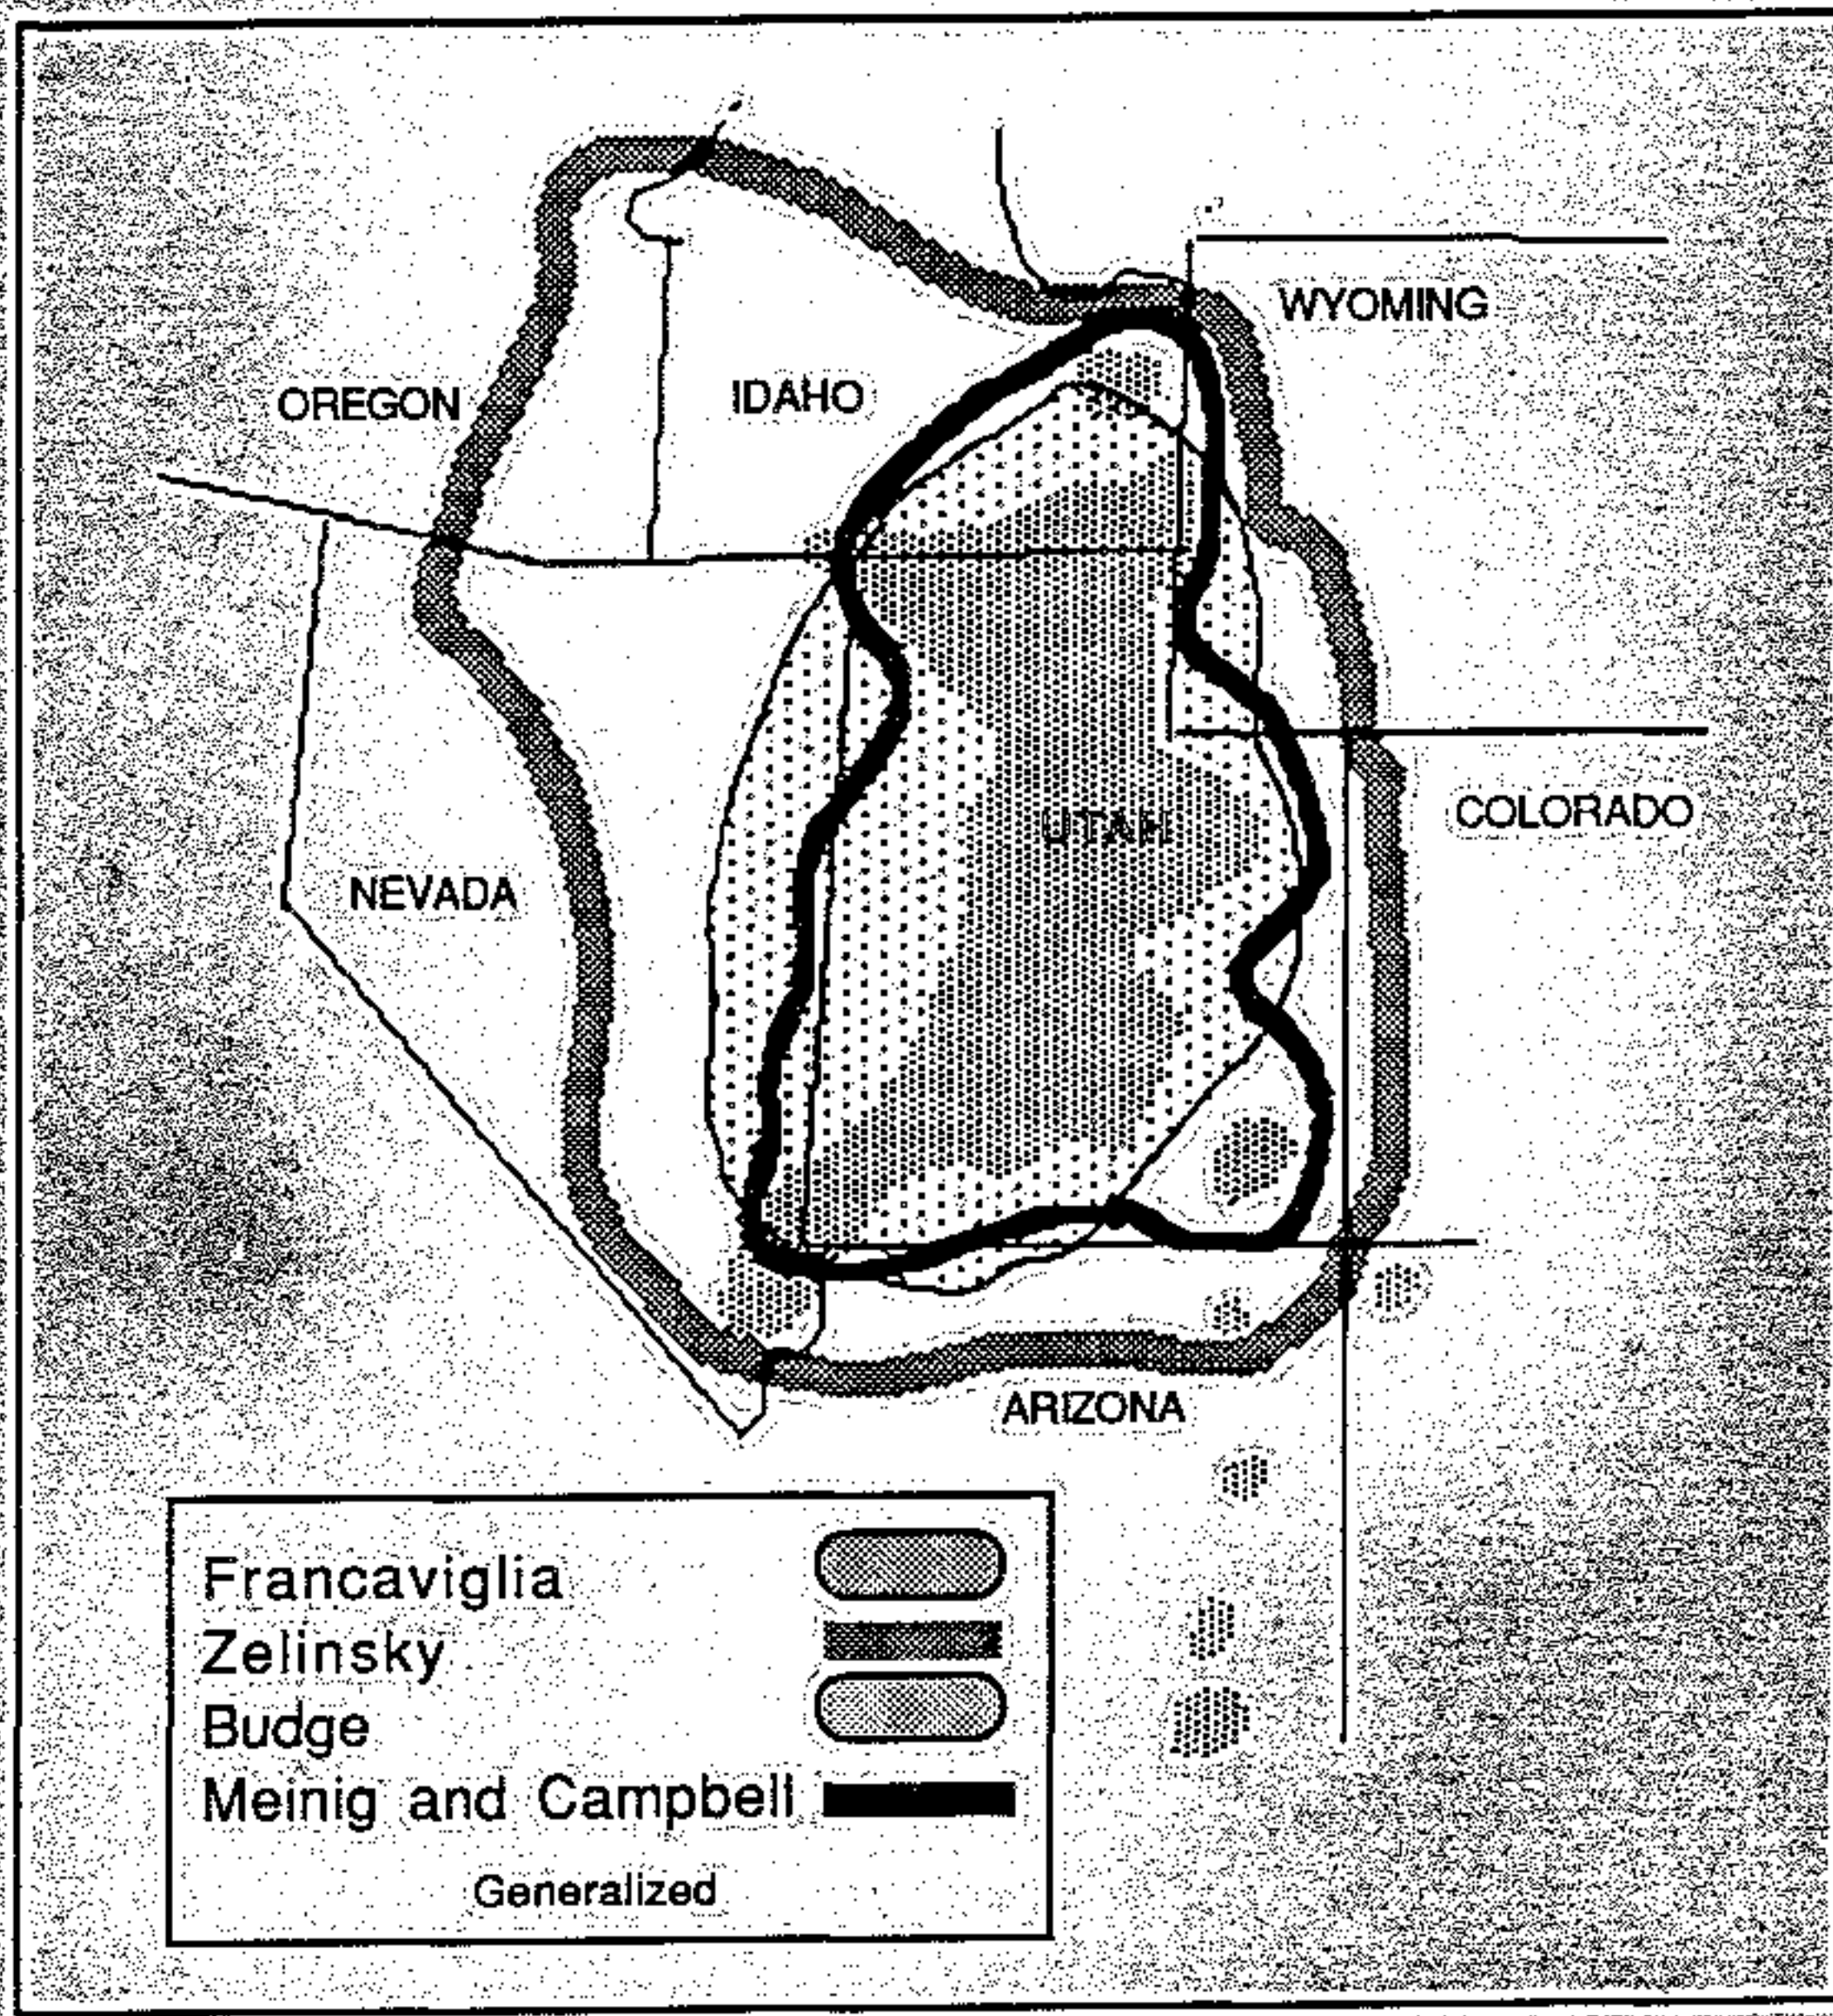 WYOMING
OREGON
IDAHO
COLORADO
UTAH
NEVADA
ARIZONA
Francaviglia
Zelinsky
Budge
Meinig and Campbell
Generalized